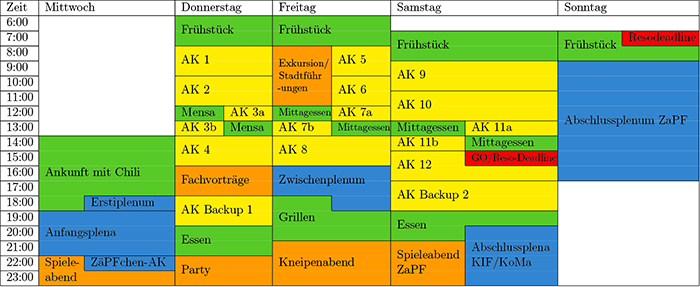 Zeit Mittwoch Donnerstag Freitag Samstag Sonntag
6:00 Frühstück Frühstück
7:00 Frühstück Frühstück Resodeadline
8:00 AK 1 Exkursion/ Stadtführ -ungen AK 5
9:00 AK 9
10:00 AK 2 AK 6
11:00 AK 10 Abschlussplenum ZaPF
12:00 Mensa AK 3a Mittagessen AK 7a
13:00 AK 3b Mensa AK 7b Mittagessen Mittagessen AK 11a
14:00 AK 4 AK 8 AK 11b Mittagessen
15:00 AK 12 GO/Reso-Deadline
16:00 Ankunft mit Chili Fachvorträge Zwischenplenum
17:00 AK Backup 2
18:00 Erstiplenum AK Backup 1
19:00 Grillen Essen
20:00 Anfangsplena Essen
21:00 Kneipenabend Spieleabend ZaPF Abschlussplena KIF/KoMa
22:00 Spiele- ZäPFchen-AK Party
23:00 abend